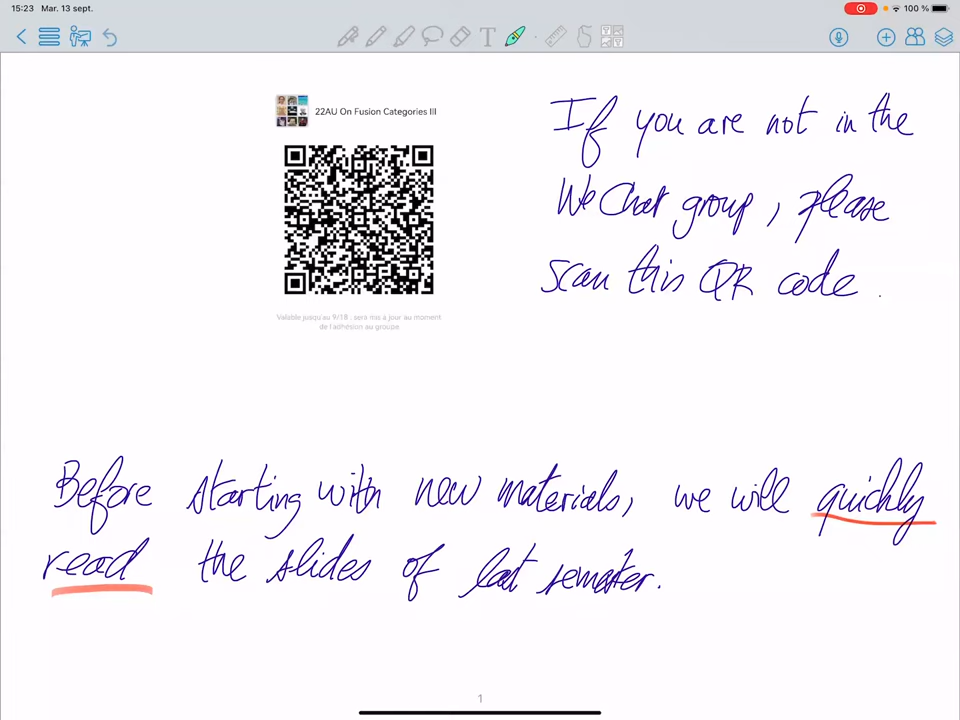 15:23 Mar. 13 sept. 100 %
22AU On Fusion Categories III
If you are not in the
WeChat group, please
scan this QR code.
Valable jusqu'au 9/18 : sera mis à jour au moment
de l'adhésion au groupe.
Before starting with new materials, we will quickly
read the slides of last semester.
1